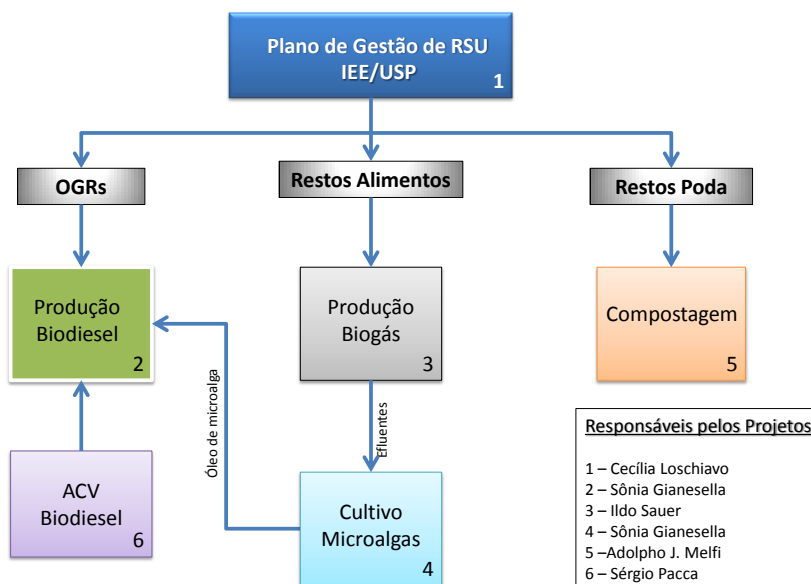 Plano de Gestão de RSU
IEE/USP
1
OGRs
Restos Alimentos
Restos Poda
Produção
Biodiesel
2
Produção
Biogás
3
Compostagem
5
Óleo de microalga
Efluentes
ACV
Biodiesel
6
Cultivo
Microalgas
4
Responsáveis pelos Projetos
1 – Cecília Loschiavo
2 – Sônia Gianesella
3 – Ildo Sauer
4 – Sônia Gianesella
5 –Adolpho J. Melfi
6 – Sérgio Pacca